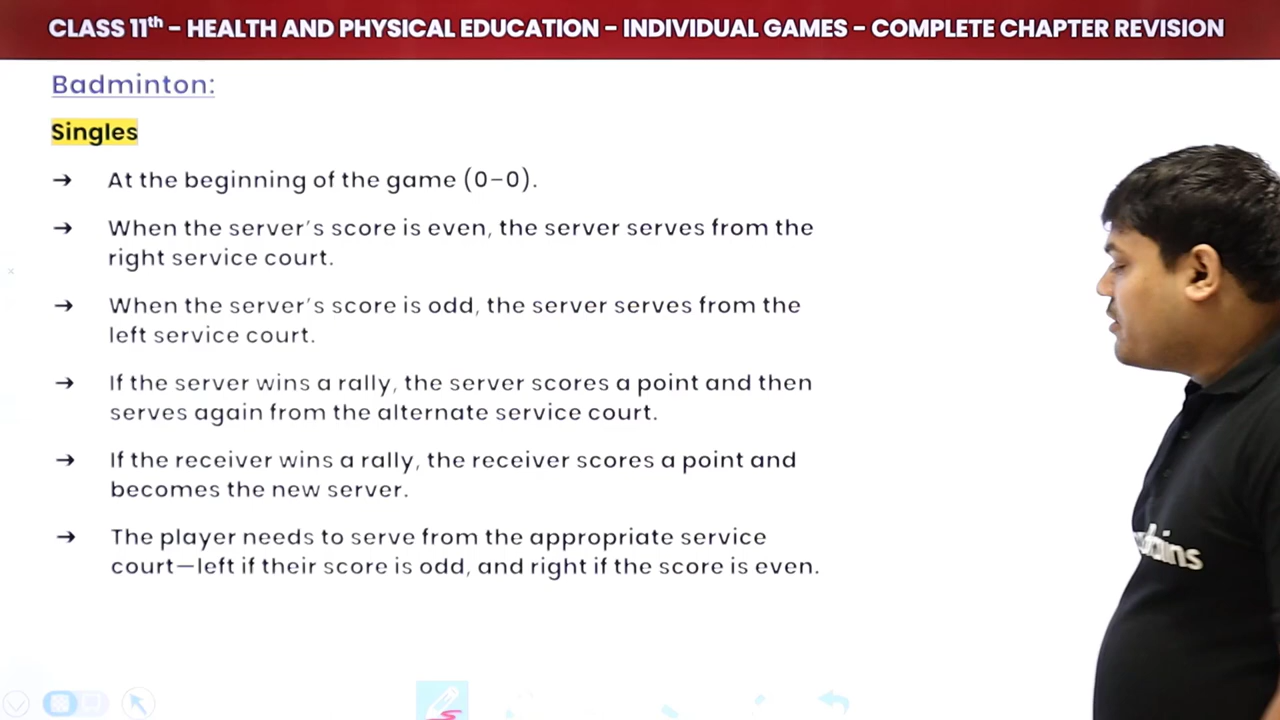 CLASS 11th – HEALTH AND PHYSICAL EDUCATION – INDIVIDUAL GAMES – COMPLETE CHAPTER REVISION
Badminton:
Singles
→ At the beginning of the game (0–0).
→ When the server's score is even, the server serves from the
right service court.
→ When the server's score is odd, the server serves from the
left service court.
→ If the server wins a rally, the server scores a point and then
serves again from the alternate service court.
→ If the receiver wins a rally, the receiver scores a point and
becomes the new server.
→ The player needs to serve from the appropriate service
court—left if their score is odd, and right if the score is even.